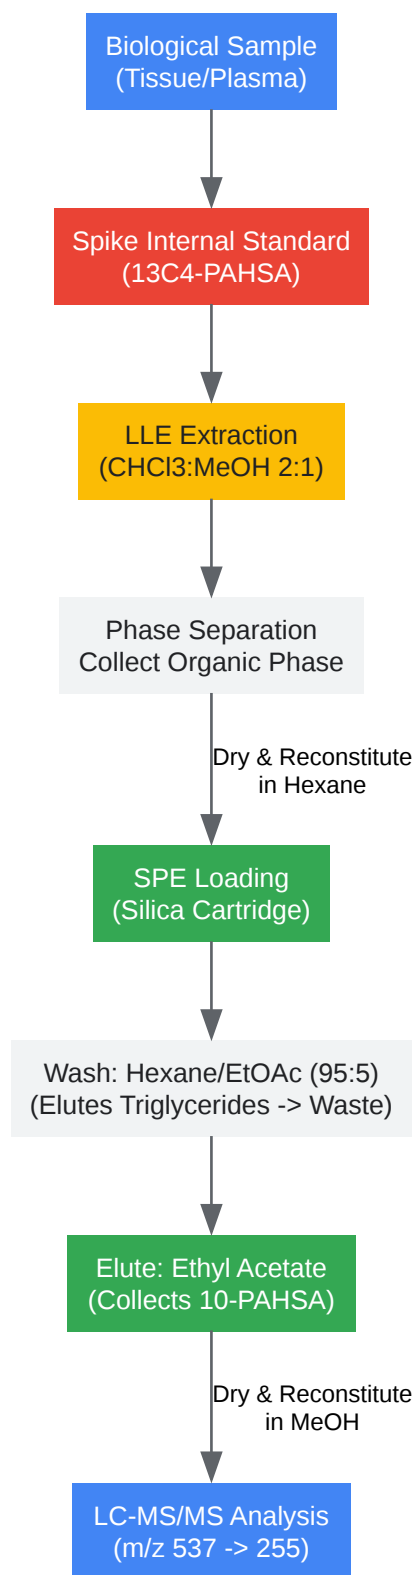 Biological Sample
(Tissue/Plasma)
Spike Internal Standard
(13C4-PAHSA)
LLE Extraction
(CHCl3:MeOH 2:1)
Phase Separation
Collect Organic Phase
Dry & Reconstitute
in Hexane
SPE Loading
(Silica Cartridge)
Wash: Hexane/EtOAc (95:5)
(Elutes Triglycerides -> Waste)
Elute: Ethyl Acetate
(Collects 10-PAHSA)
Dry & Reconstitute
in MeOH
LC-MS/MS Analysis
(m/z 537 -> 255)